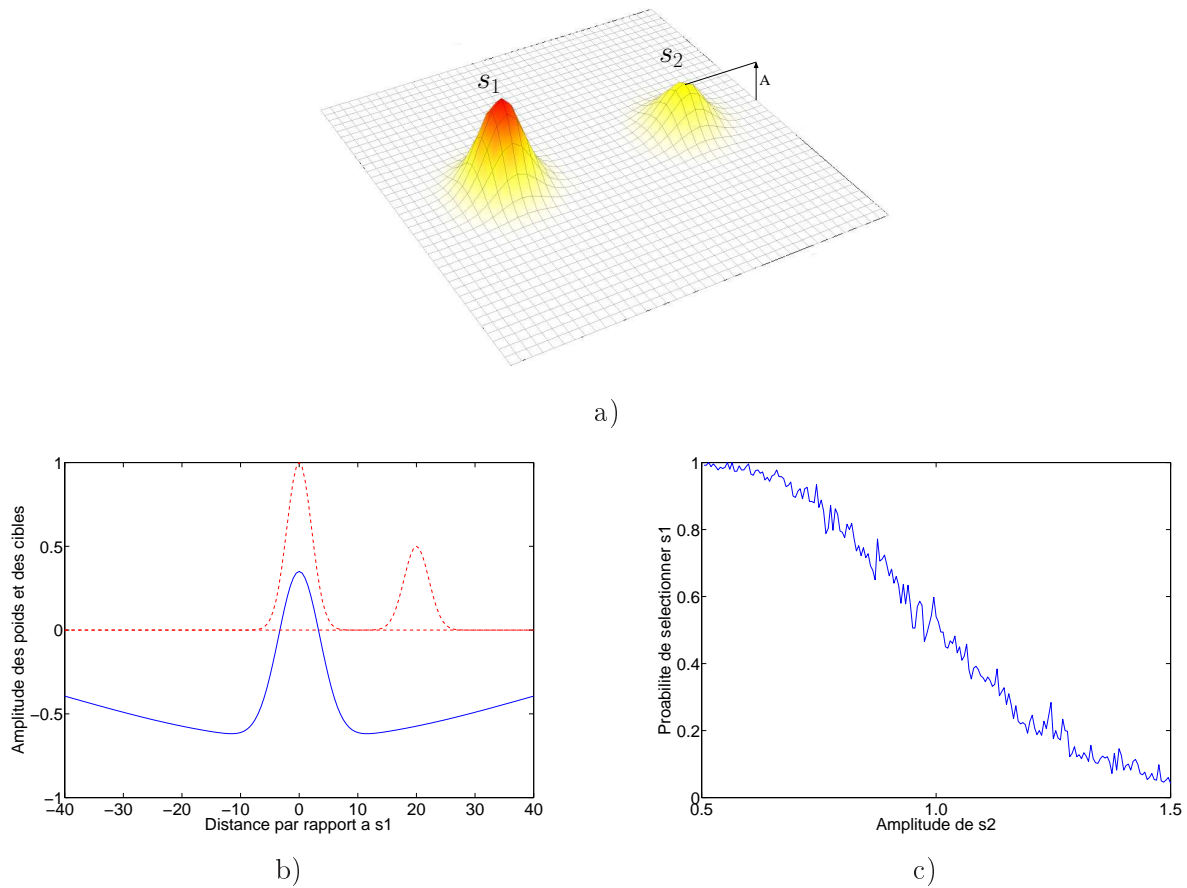 s1
s2
A
a)
Amplitude des poids et des cibles
1
0.5
0
−0.5
−1
−40
−30
−20
−10
0
10
20
30
40
Distance par rapport a s1
b)
Proabilite de selectionner s1
1
0.8
0.6
0.4
0.2
0
0.5
1.0
1.5
Amplitude de s2
c)